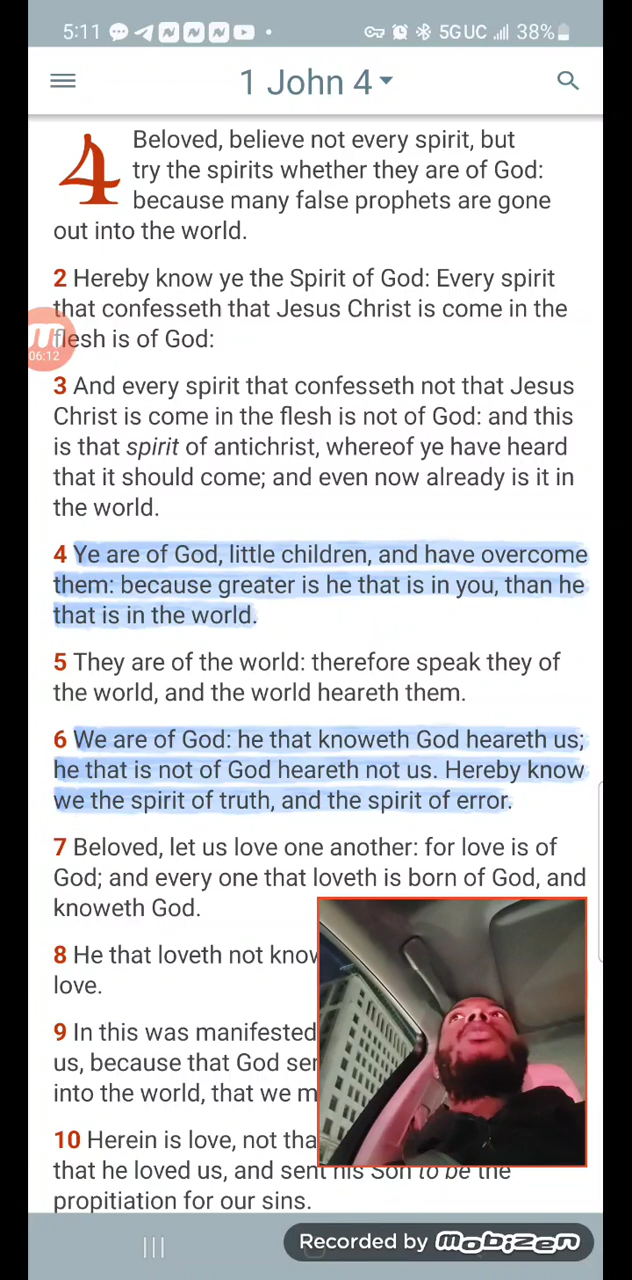 5:11
5G UC
38%
1 John 4
4 Beloved, believe not every spirit, but
try the spirits whether they are of God:
because many false prophets are gone
out into the world.
2 Hereby know ye the Spirit of God: Every spirit
that confesseth that Jesus Christ is come in the
flesh is of God:
06:12
3 And every spirit that confesseth not that Jesus
Christ is come in the flesh is not of God: and this
is that spirit of antichrist, whereof ye have heard
that it should come; and even now already is it in
the world.
4 Ye are of God, little children, and have overcome
them: because greater is he that is in you, than he
that is in the world.
5 They are of the world: therefore speak they of
the world, and the world heareth them.
6 We are of God: he that knoweth God heareth us;
he that is not of God heareth not us. Hereby know
we the spirit of truth, and the spirit of error.
7 Beloved, let us love one another: for love is of
God; and every one that loveth is born of God, and
knoweth God.
8 He that loveth not know
love.
9 In this was manifested
us, because that God
into the world, that we
10 Herein is love, not
that he loved us, and sent his Son to be the
propitiation for our sins.
Recorded by mobizen